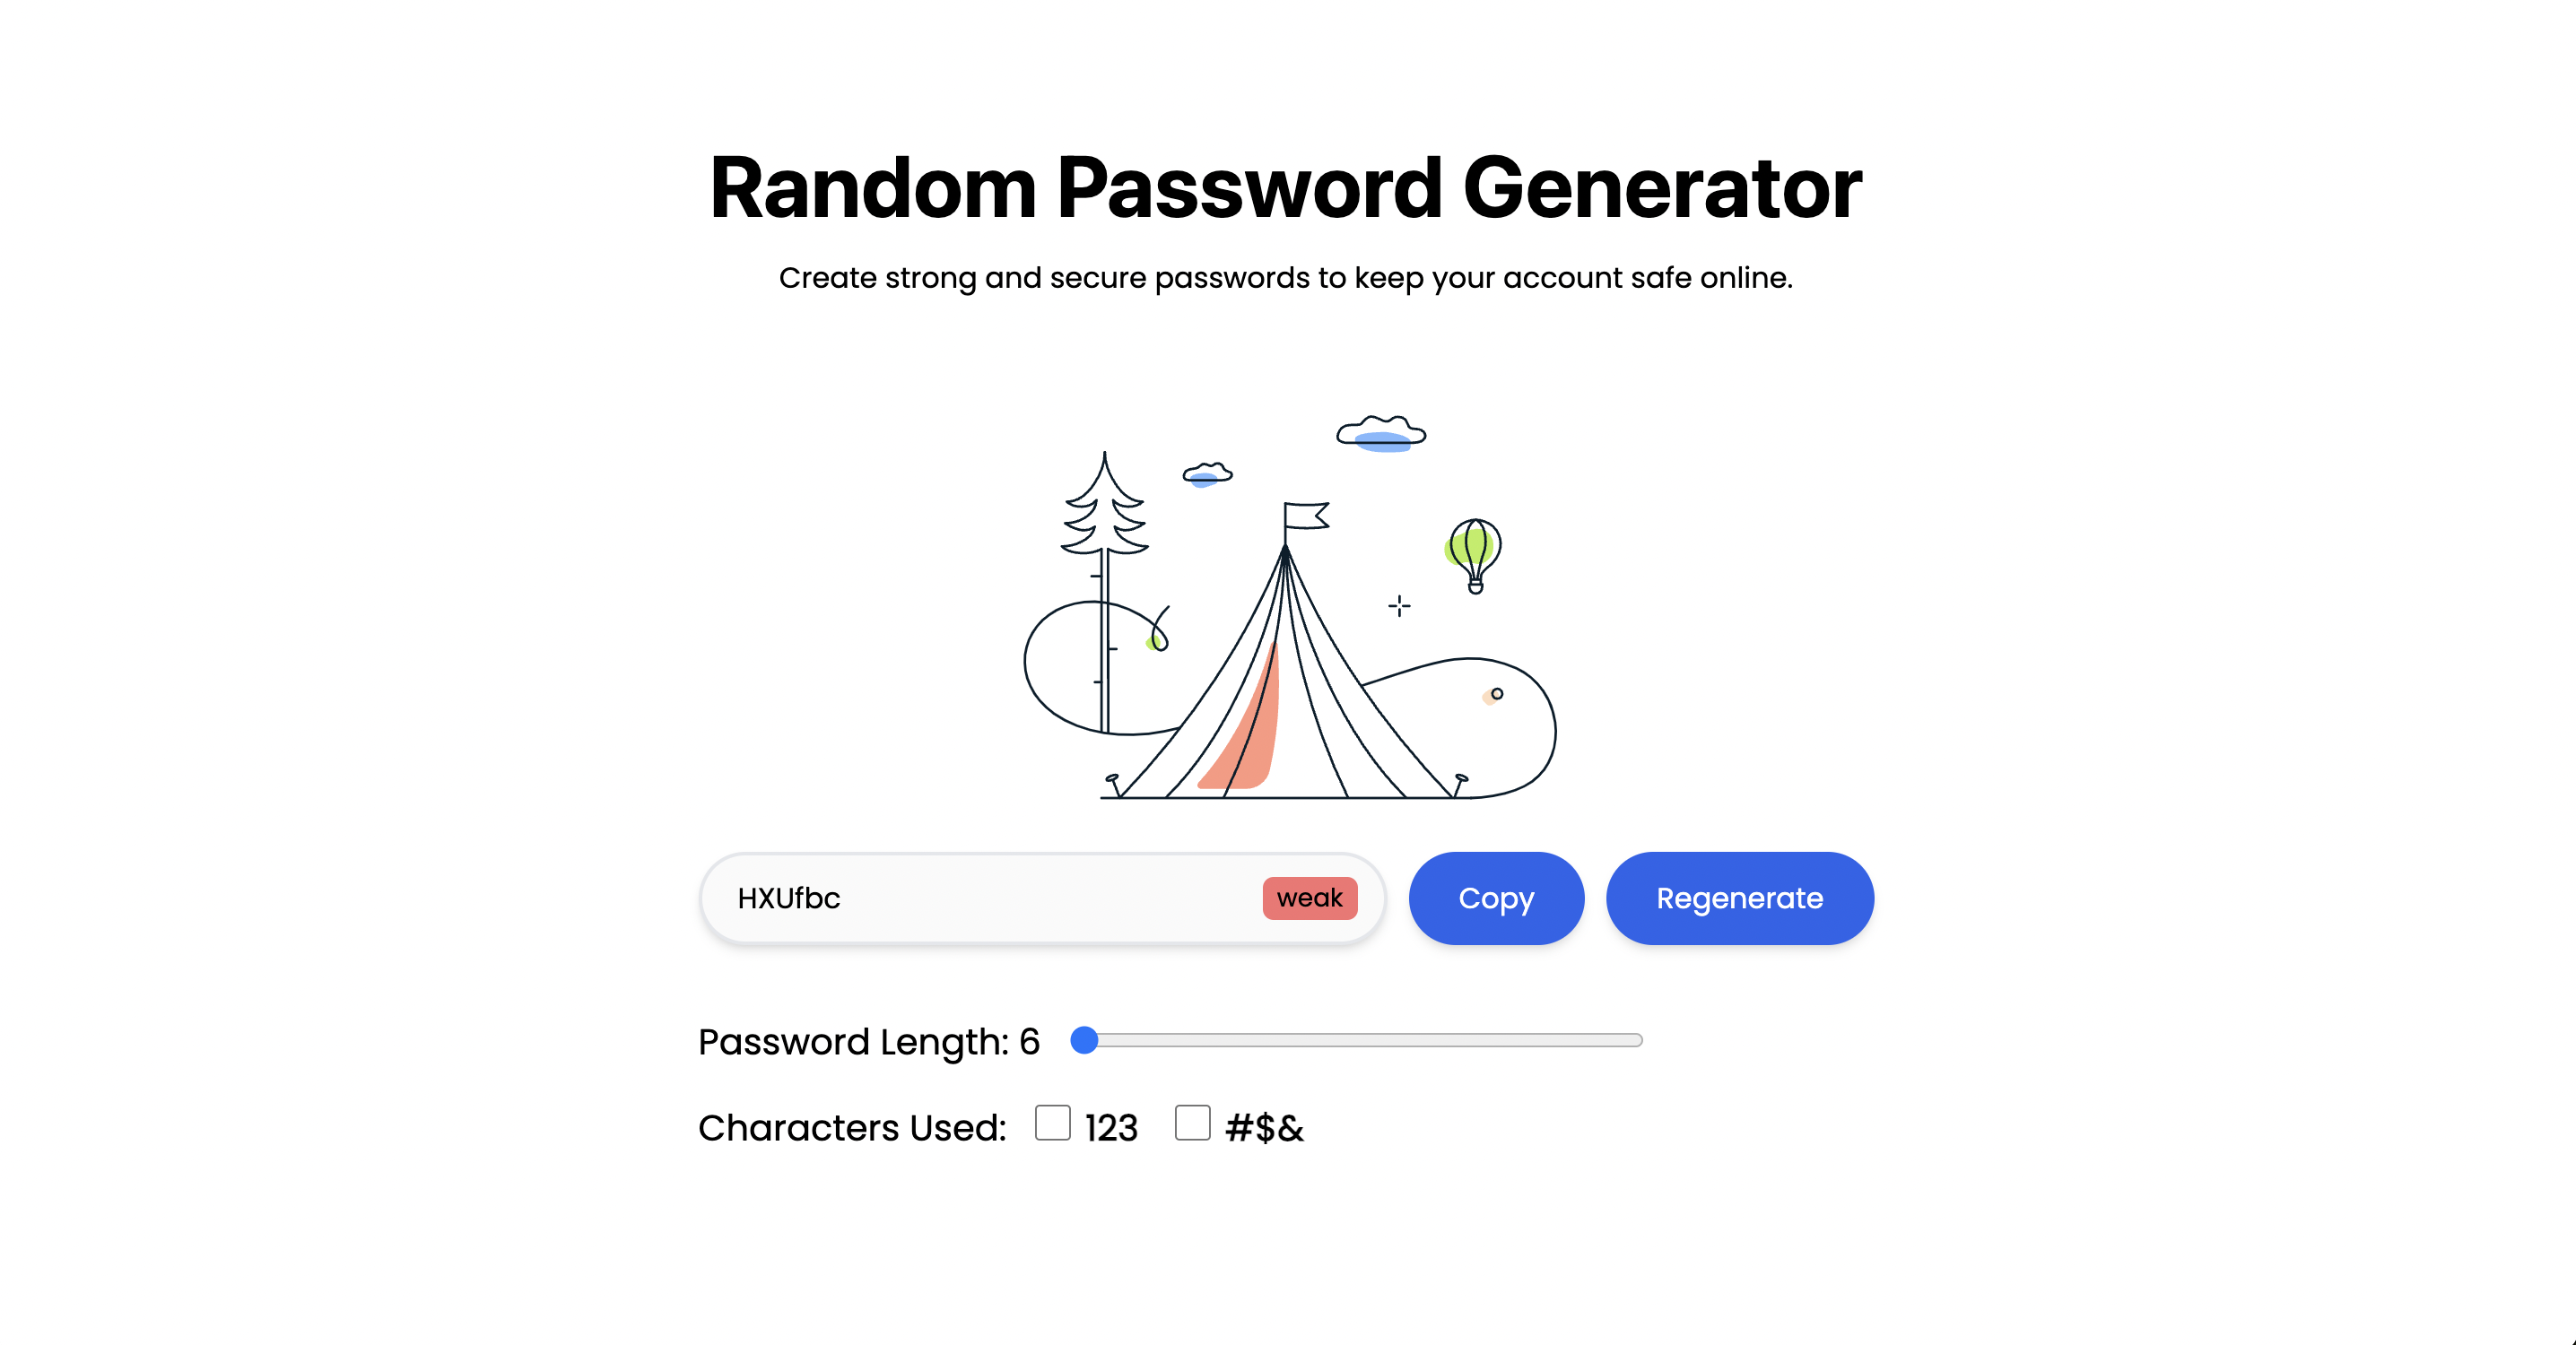 Random Password Generator
Create strong and secure passwords to keep your account safe online.
HXUfbc weak Copy Regenerate
Password Length: 6
Characters Used: 123 #$&